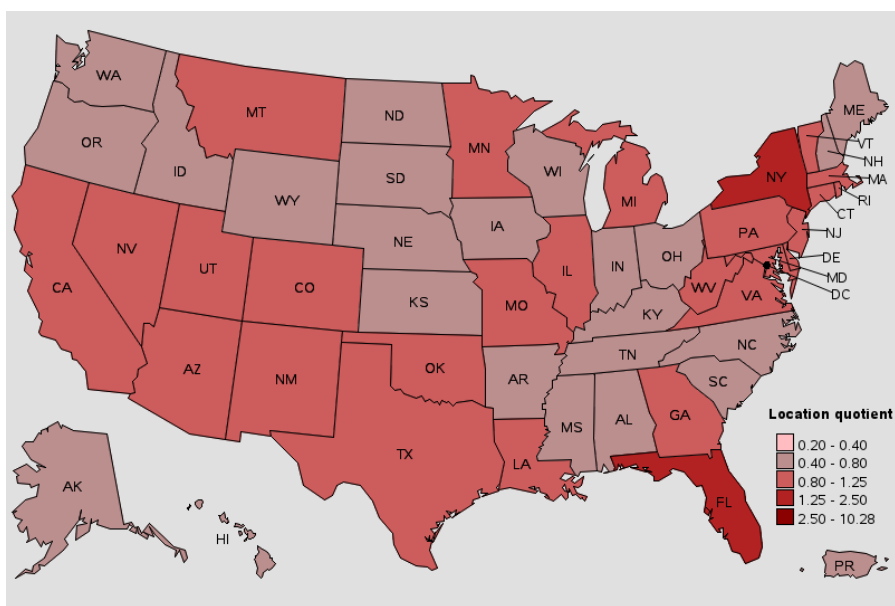 WA
MT
ND
MN
ME
OR
ID
SD
WI
VT
NH
NY
MA
WY
MI
RI
CT
IA
NE
PA
NJ
NV
UT
IL
IN
OH
DE
MD
CA
CO
KS
MO
WV
VA
DC
KY
NC
AZ
NM
OK
TN
AR
SC
TX
MS
AL
GA
LA
FL
AK
HI
PR
Location quotient
0.20 - 0.40
0.40 - 0.80
0.80 - 1.25
1.25 - 2.50
2.50 - 10.28